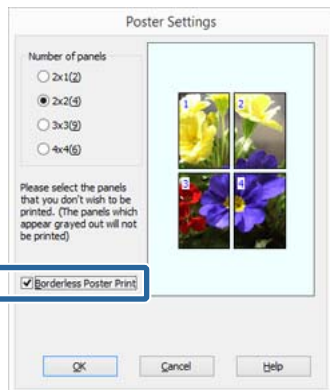 Poster Settings
Number of panels
2x1(2)
2x2(4)
3x3(9)
4x4(6)
Please select the panels
that you don't wish to be
printed. (The panels which
appear grayed out will not
be printed)
Borderless Poster Print
1 2
3 4
OK Cancel Help